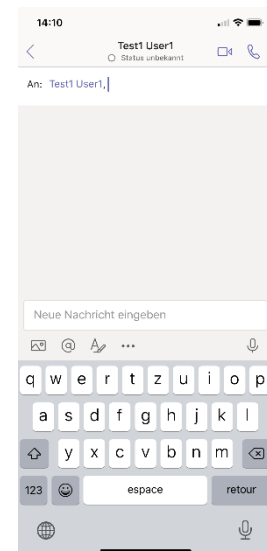 14:10
Test1 User1
Status unbekannt
An: Test1 User1,
Neue Nachricht eingeben
q w e r t z u i o p
a s d f g h j k l
y x c v b n m
123 espace retour